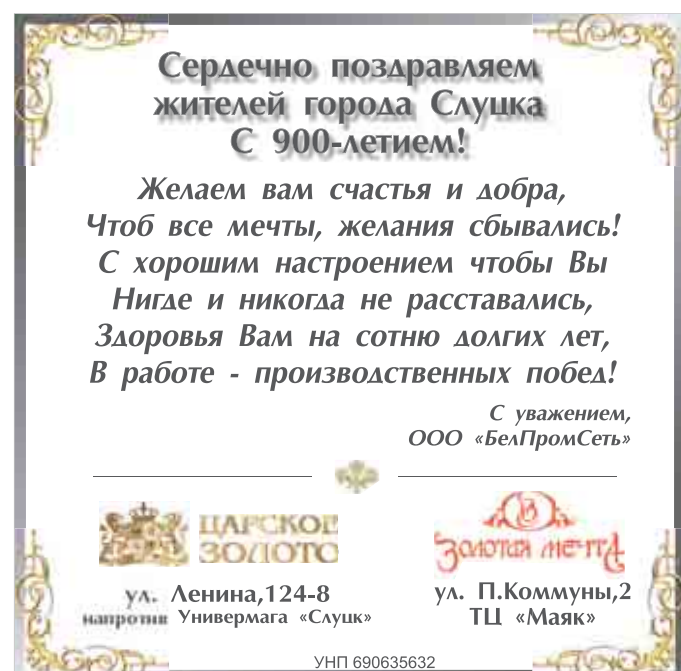 Сердечно поздравляем
жителей города Слуцка
С 900-летием!
Желаем вам счастья и добра,
Чтоб все мечты, желания сбывались!
С хорошим настроением чтобы Вы
Нигде и никогда не расставались,
Здоровья Вам на сотню долгих лет,
В работе - производственных побед!
С уважением,
ООО «БелПромСеть»
ЦАРСКОЕ
ЗОЛОТО
ул. Ленина,124-8
напротив Универмага «Слуцк»
Золотая мечта
ул. П.Коммуны,2
ТЦ «Маяк»
УНП 690635632